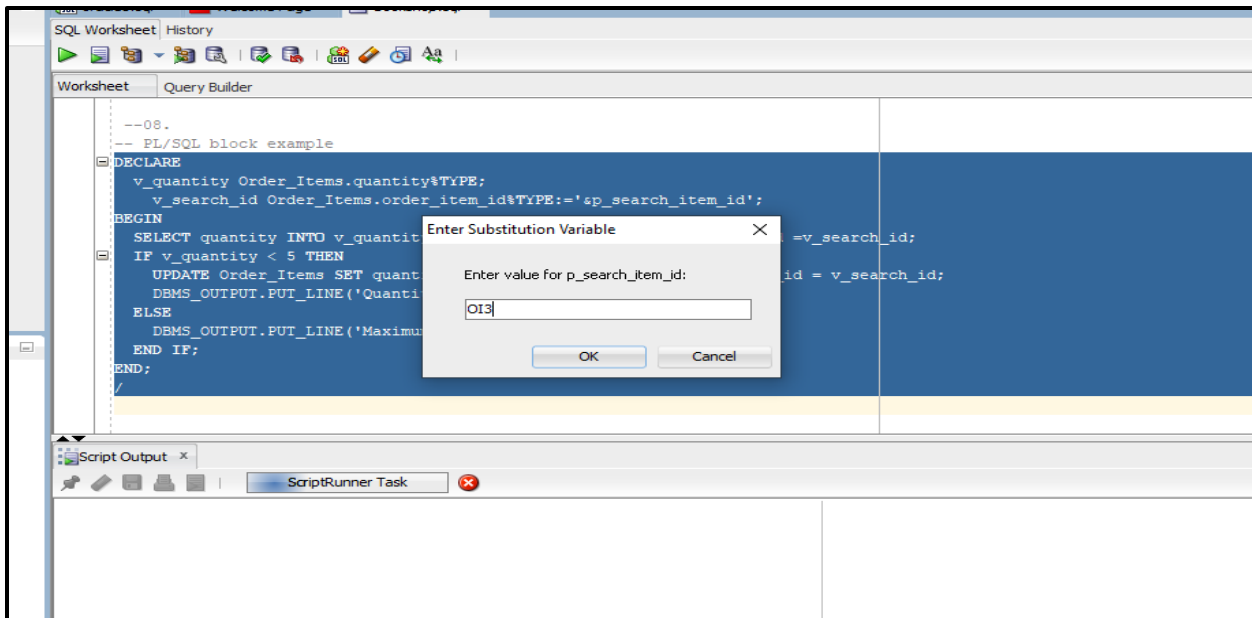 SQL Worksheet History
Worksheet Query Builder
--08.
-- PL/SQL block example
DECLARE
v_quantity Order_Items.quantity%TYPE;
v_search_id Order_Items.order_item_id%TYPE:='&p_search_item_id';
BEGIN
SELECT quantity INTO v_quantit =v_search_id;
IF v_quantity < 5 THEN
UPDATE Order_Items SET quant id = v_search_id;
DBMS_OUTPUT.PUT_LINE('Quanti
ELSE
DBMS_OUTPUT.PUT_LINE('Maximu
END IF;
END;
/
Enter Substitution Variable
Enter value for p_search_item_id:
OI3
OK Cancel
Script Output x
ScriptRunner Task